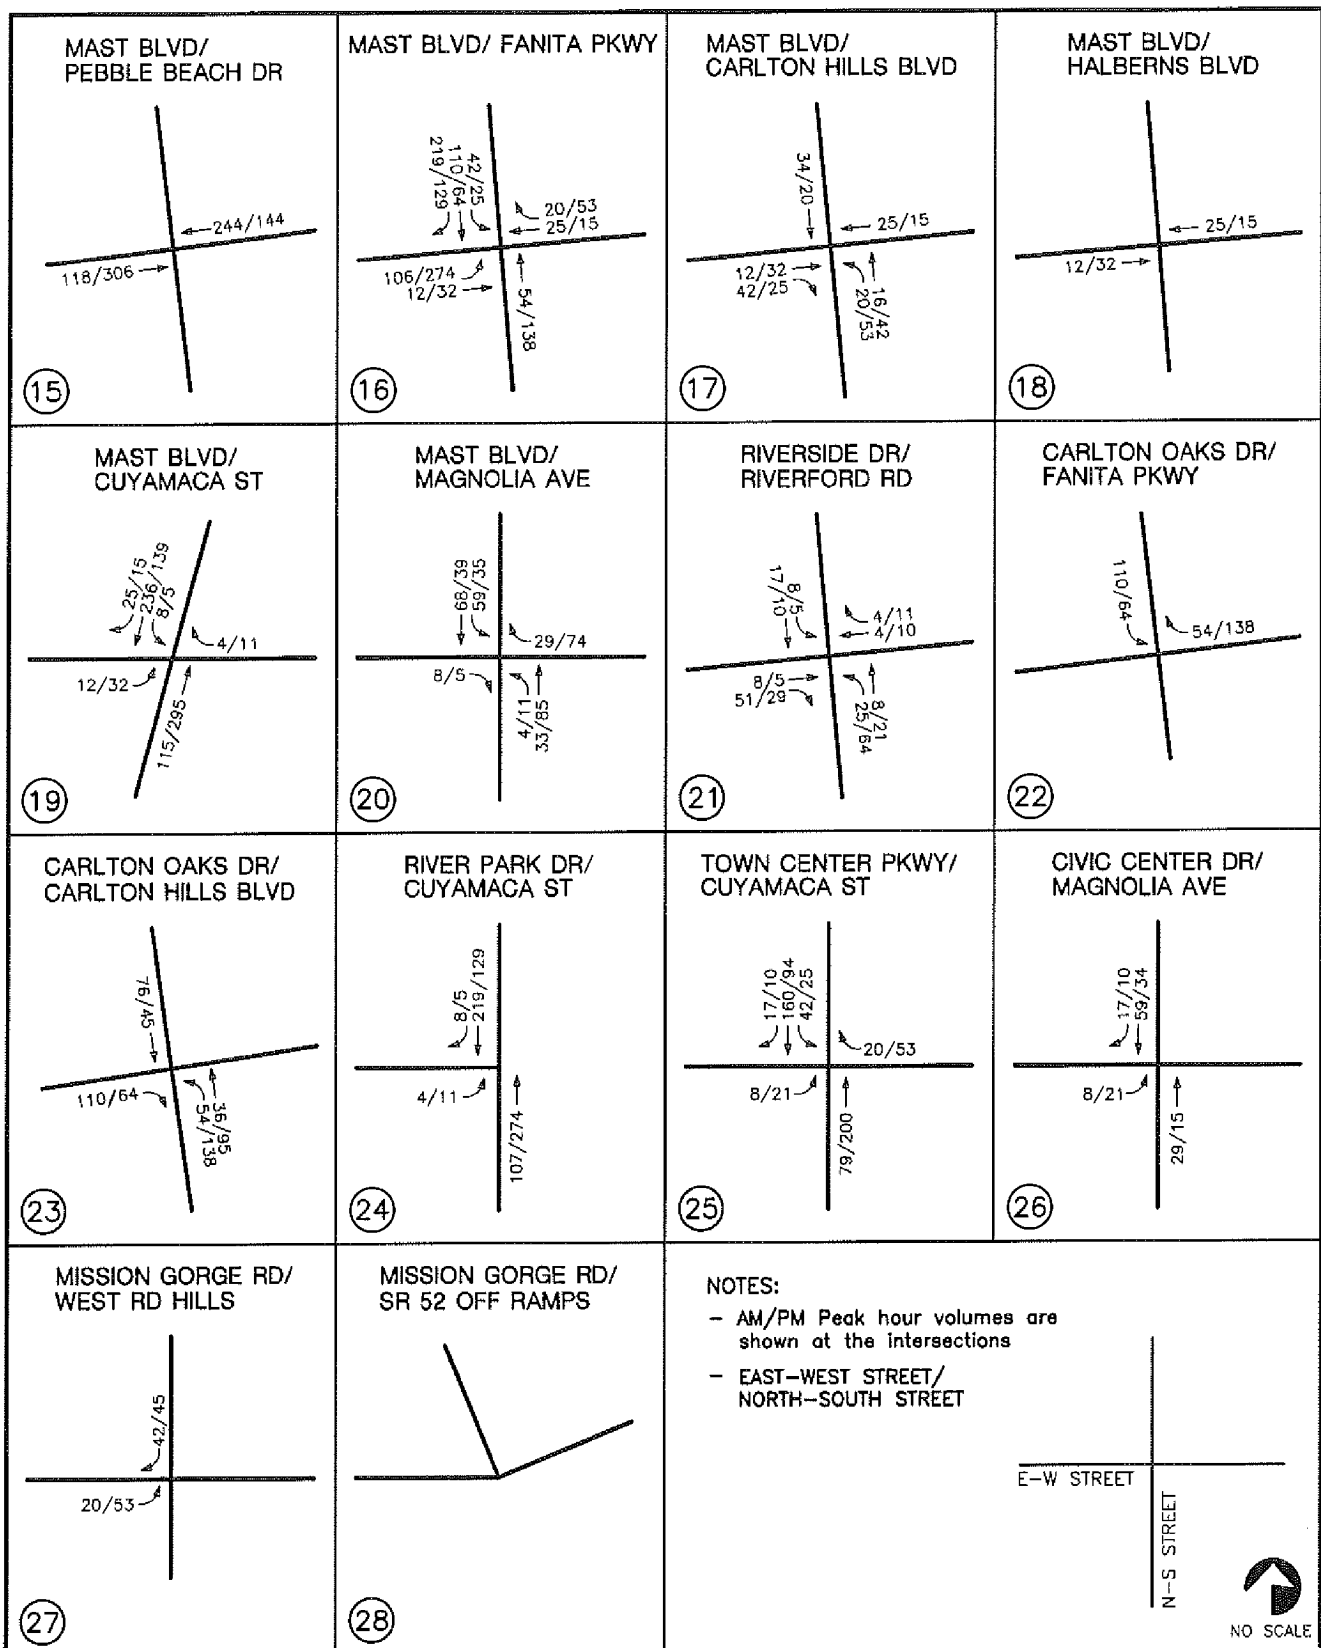 MAST BLVD/
PEBBLE BEACH DR
244/144
118/306
15
MAST BLVD/ FANITA PKWY
219/129
110/64
42/25
20/53
25/15
106/274
12/32
54/138
16
MAST BLVD/
CARLTON HILLS BLVD
34/20
25/15
12/32
42/25
16/42
20/53
17
MAST BLVD/
HALBERNS BLVD
25/15
12/32
18
MAST BLVD/
CUYAMACA ST
25/15
236/139
8/5
4/11
12/32
115/295
19
MAST BLVD/
MAGNOLIA AVE
68/39
59/35
29/74
8/5
4/11
33/85
20
RIVERSIDE DR/
RIVERFORD RD
17/10
8/5
4/11
4/10
8/5
51/29
8/21
25/64
21
CARLTON OAKS DR/
FANITA PKWY
110/64
54/138
22
CARLTON OAKS DR/
CARLTON HILLS BLVD
76/45
110/64
36/95
54/138
23
RIVER PARK DR/
CUYAMACA ST
8/5
219/129
4/11
107/274
24
TOWN CENTER PKWY/
CUYAMACA ST
17/10
160/94
42/25
20/53
8/21
79/200
25
CIVIC CENTER DR/
MAGNOLIA AVE
17/10
59/34
8/21
29/15
26
MISSION GORGE RD/
WEST RD HILLS
42/45
20/53
27
MISSION GORGE RD/
SR 52 OFF RAMPS
28
NOTES:
- AM/PM Peak hour volumes are
shown at the intersections
- EAST-WEST STREET/
NORTH-SOUTH STREET
E-W STREET
N-S STREET
NO SCALE